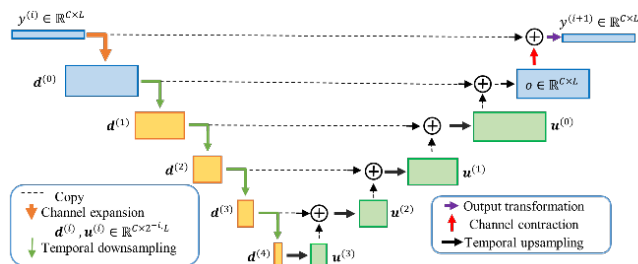 y^(i) ∈ ℝ^{C×L}
y^(i+1) ∈ ℝ^{C×L}
d^(0)
o ∈ ℝ^{C×L}
d^(1)
u^(0)
d^(2)
u^(1)
d^(3)
u^(2)
d^(4)
u^(3)
Copy
Channel expansion
d^(i), u^(i) ∈ ℝ^{C×2^{-i}·L}
Temporal downsampling
Output transformation
Channel contraction
Temporal upsampling